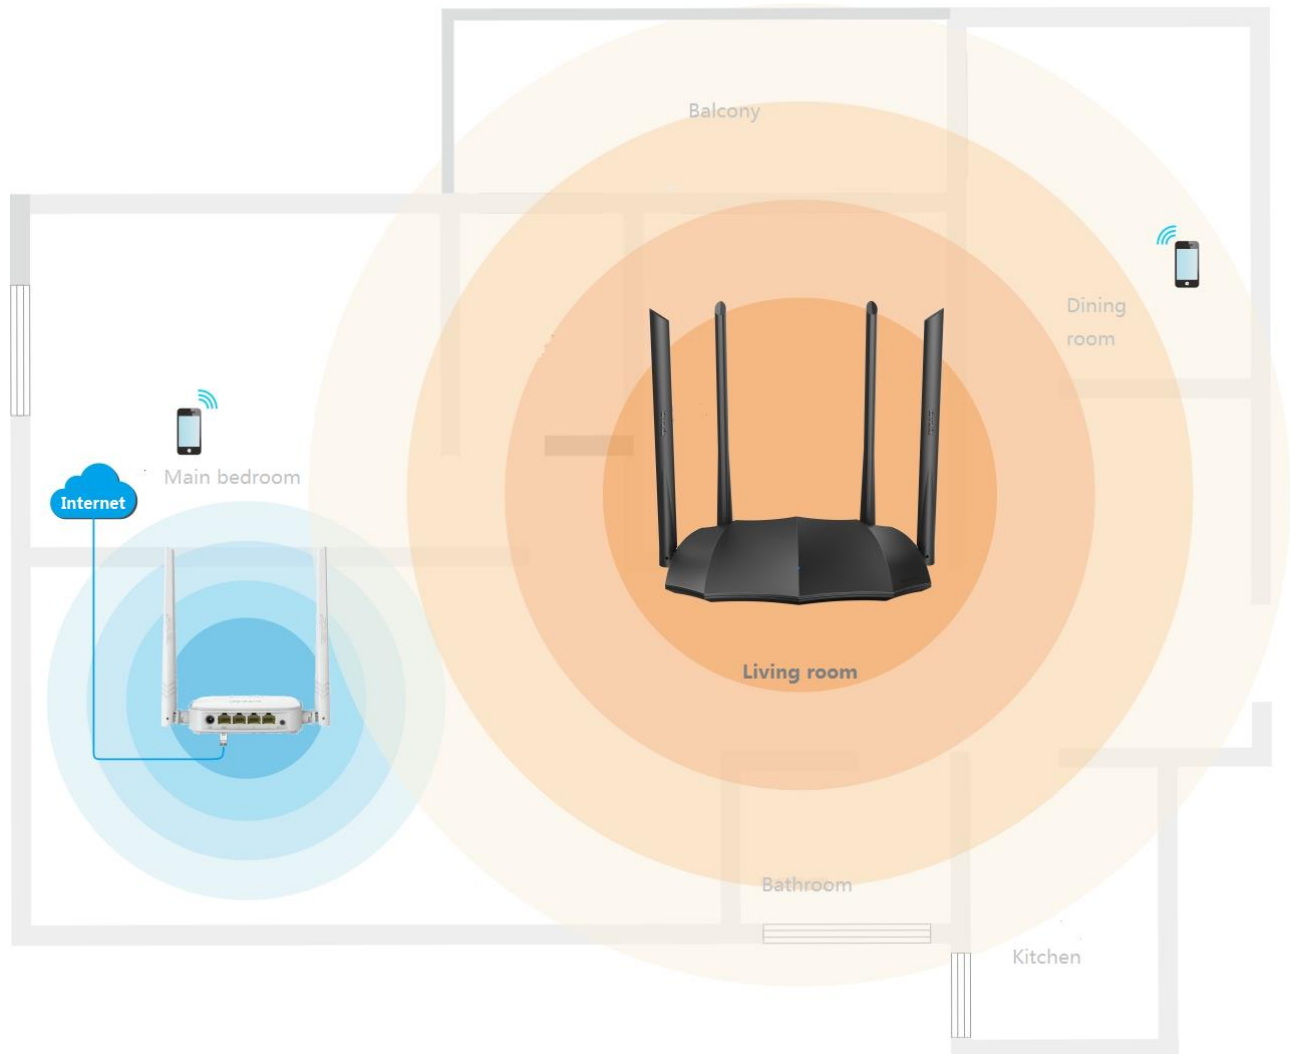 Balcony
Dining
room
Main bedroom
Internet
Living room
Bathroom
Kitchen